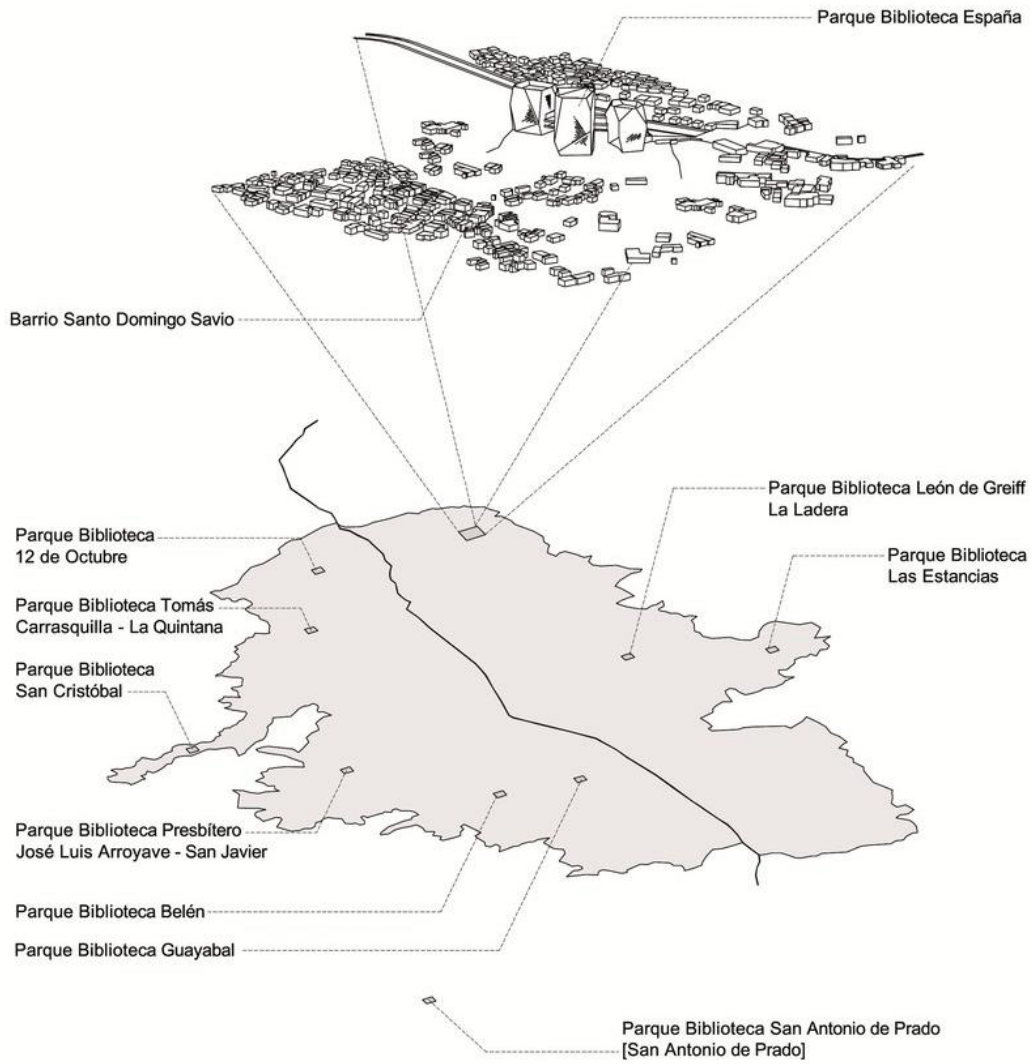 Parque Biblioteca España
Barrio Santo Domingo Savio
Parque Biblioteca León de Greiff
La Ladera
Parque Biblioteca
12 de Octubre
Parque Biblioteca
Las Estancias
Parque Biblioteca Tomás
Carrasquilla - La Quintana
Parque Biblioteca
San Cristóbal
Parque Biblioteca Presbítero
José Luis Arroyave - San Javier
Parque Biblioteca Belén
Parque Biblioteca Guayabal
Parque Biblioteca San Antonio de Prado
[San Antonio de Prado]